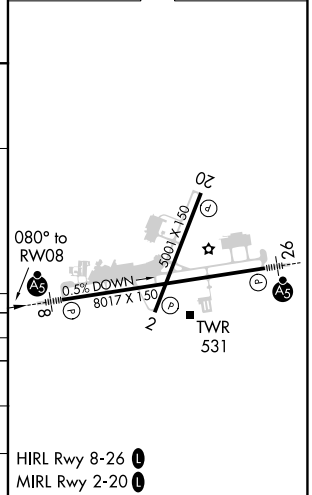 20
5001 X 150
P
26
080° to
RW08
A5
0.5% DOWN
8017 X 150
P
A5
8
P
P
2
TWR
531
HIRL Rwy 8-26 L
MIRL Rwy 2-20 L